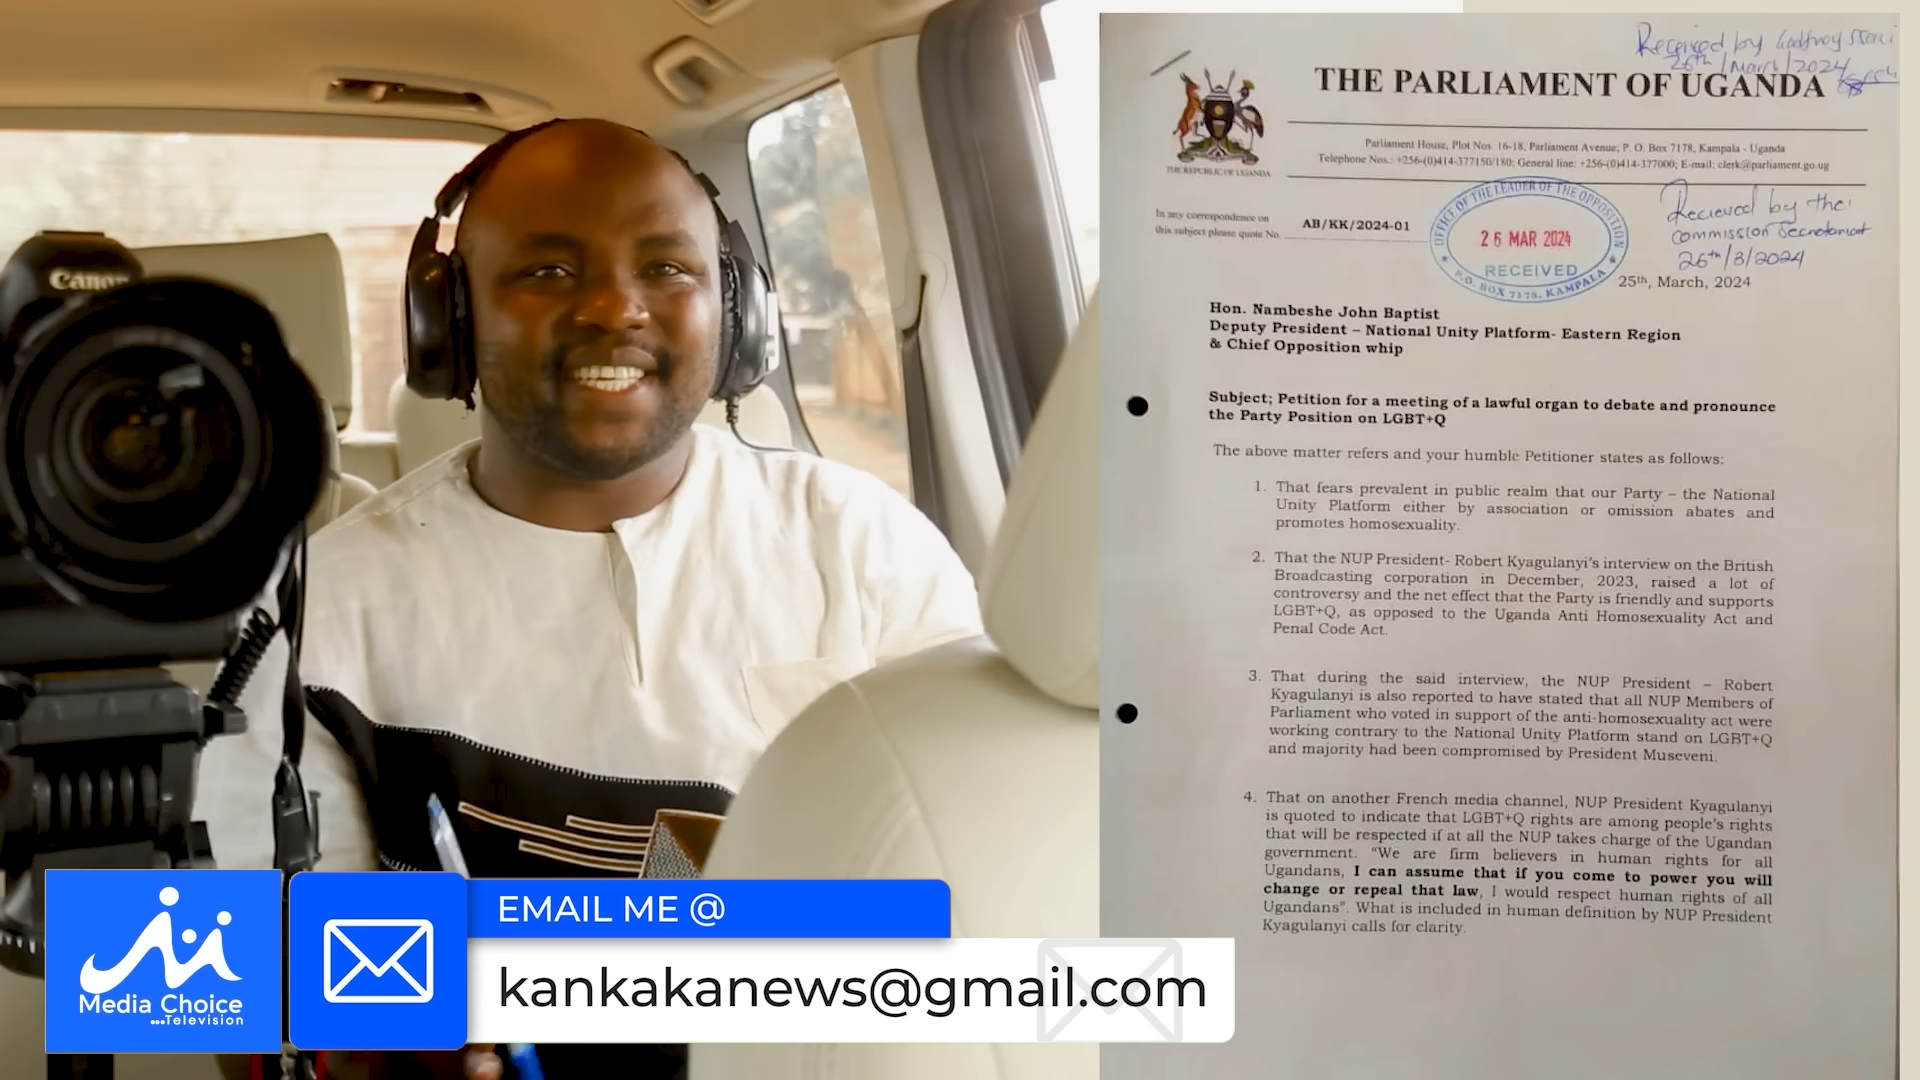 Canon
EMAIL ME @
kankakanews@gmail.com
Media Choice
...Television
Received by Godfrey
26th/March/2024
THE PARLIAMENT OF UGANDA
THE REPUBLIC OF UGANDA
Parliament House, Plot Nos. 16-18, Parliament Avenue; P. O. Box 7178, Kampala - Uganda
Telephone Nos.: +256-(0)414-377150/180; General line: +256-(0)414-377000; E-mail: clerk@parliament.go.ug
In any correspondence on
this subject please quote No.
AB/KK/2024-01
OFFICE OF THE LEADER OF THE OPPOSITION
26 MAR 2024
RECEIVED
P.O. BOX 7178, KAMPALA
Recieved by the
commission Secretariat
26th/3/2024
25th, March, 2024
Hon. Nambeshe John Baptist
Deputy President – National Unity Platform- Eastern Region
& Chief Opposition whip
Subject; Petition for a meeting of a lawful organ to debate and pronounce
the Party Position on LGBT+Q
The above matter refers and your humble Petitioner states as follows:
1. That fears prevalent in public realm that our Party – the National
Unity Platform either by association or omission abates and
promotes homosexuality.
2. That the NUP President- Robert Kyagulanyi's interview on the British
Broadcasting corporation in December, 2023, raised a lot of
controversy and the net effect that the Party is friendly and supports
LGBT+Q, as opposed to the Uganda Anti Homosexuality Act and
Penal Code Act.
3. That during the said interview, the NUP President – Robert
Kyagulanyi is also reported to have stated that all NUP Members of
Parliament who voted in support of the anti-homosexuality act were
working contrary to the National Unity Platform stand on LGBT+Q
and majority had been compromised by President Museveni.
4. That on another French media channel, NUP President Kyagulanyi
is quoted to indicate that LGBT+Q rights are among people's rights
that will be respected if at all the NUP takes charge of the Ugandan
government. "We are firm believers in human rights for all
Ugandans, I can assume that if you come to power you will
change or repeal that law, I would respect human rights of all
Ugandans". What is included in human definition by NUP President
Kyagulanyi calls for clarity.